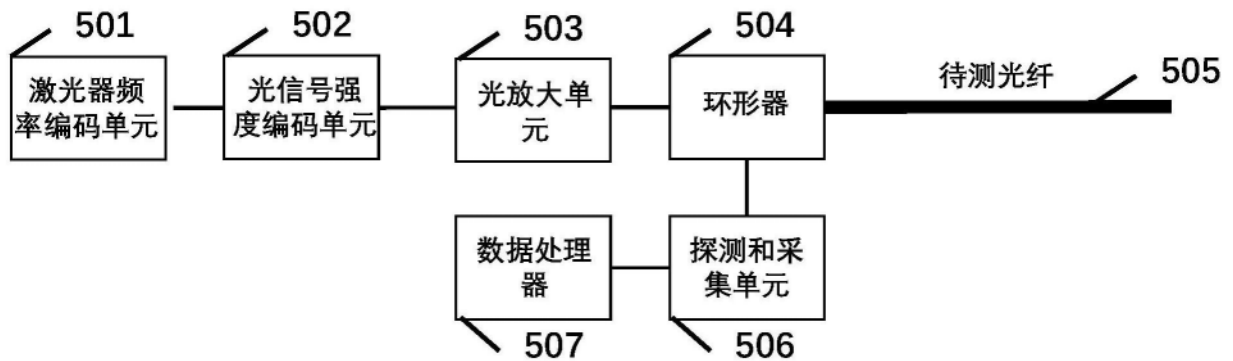 501
502
503
504
505
激光器频
率编码单元
光信号强
度编码单元
光放大单
元
环形器
待测光纤
数据处理
器
探测和采
集单元
507
506